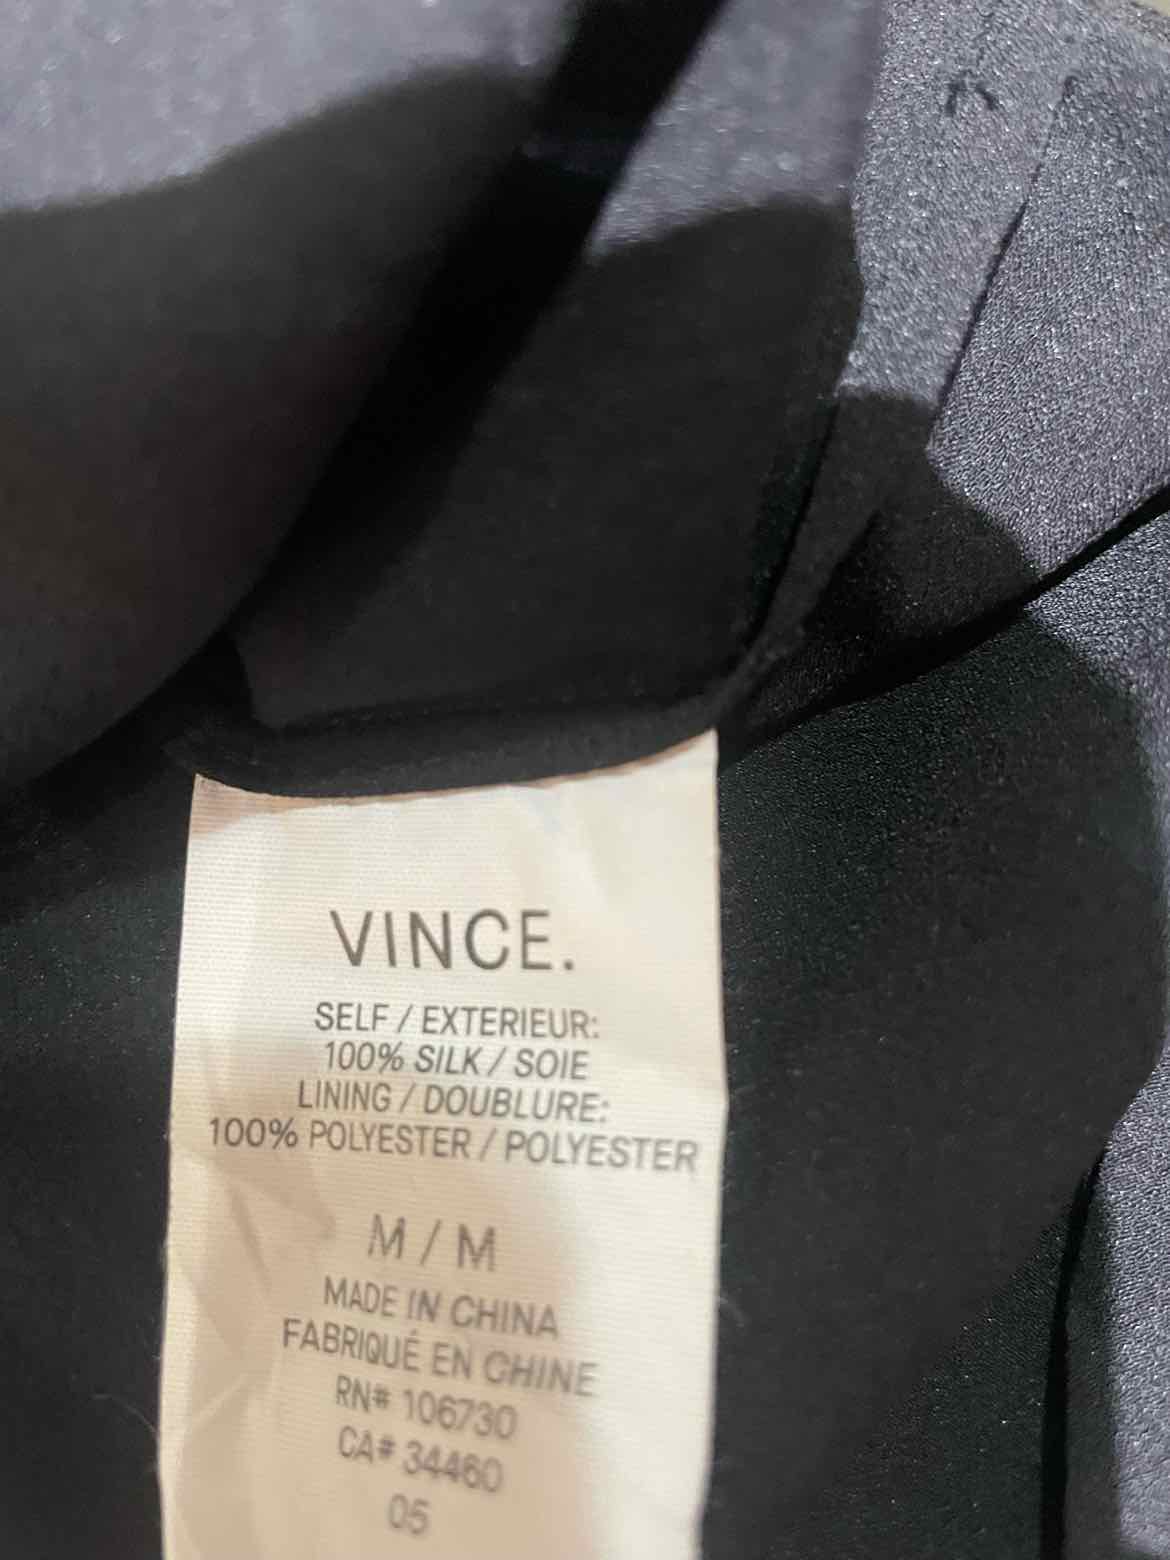 VINCE.
SELF / EXTERIEUR:
100% SILK / SOIE
LINING / DOUBLURE:
100% POLYESTER / POLYESTER
M / M
MADE IN CHINA
FABRIQUÉ EN CHINE
RN# 106730
CA# 34460
05